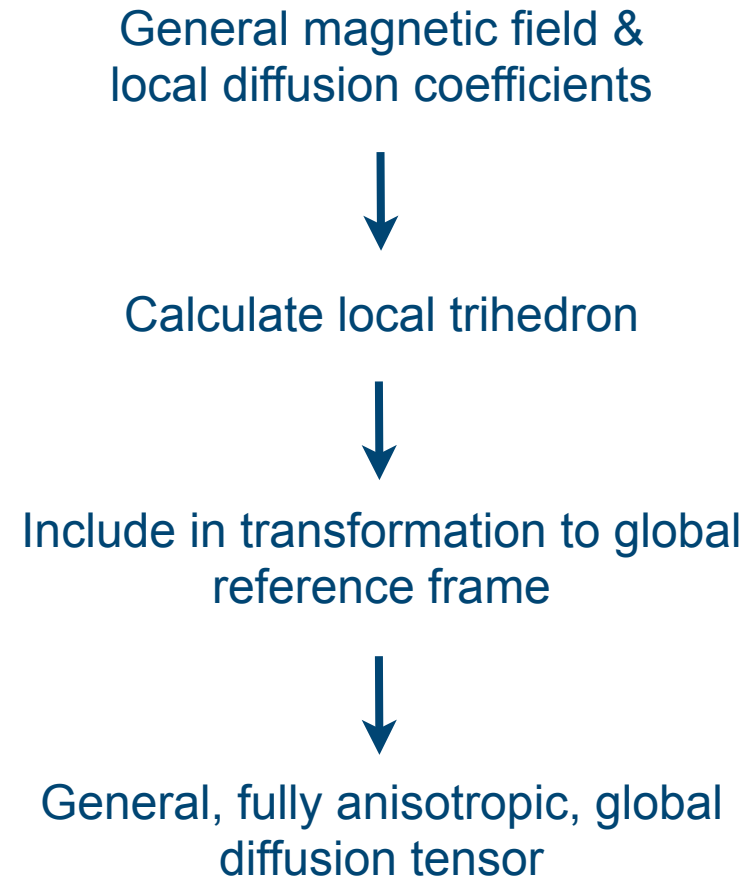 General magnetic field &
local diffusion coefficients
Calculate local trihedron
Include in transformation to global
reference frame
General, fully anisotropic, global
diffusion tensor